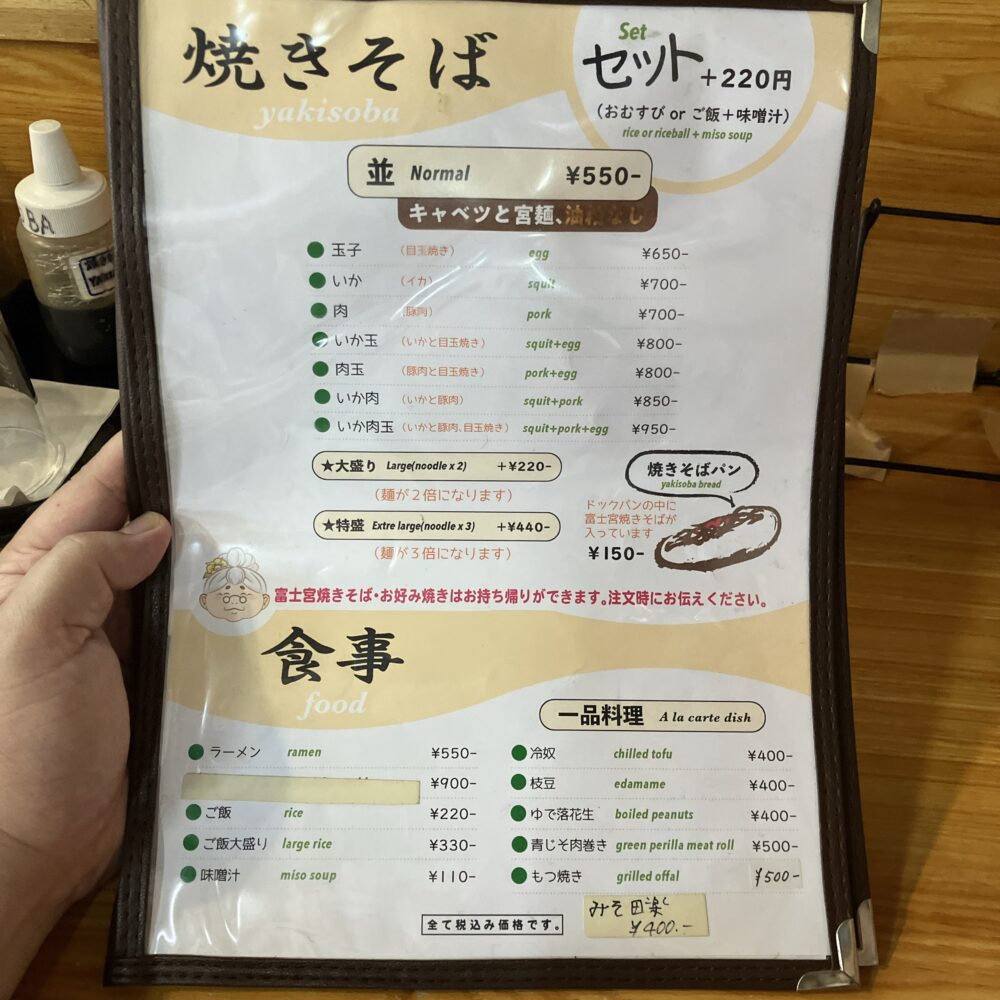 焼きそば
yakisoba
Set
セット+220円
(おむすび or ご飯+味噌汁)
rice or riceball + miso soup
並 Normal ¥550-
キャベツと宮麺、
玉子 (目玉焼き) egg ¥650-
いか (イカ) squit ¥700-
肉 (豚肉) pork ¥700-
いか玉 (いかと目玉焼き) squit+egg ¥800-
肉玉 (豚肉と目玉焼き) pork+egg ¥800-
いか肉 (いかと豚肉) squit+pork ¥850-
いか肉玉 (いかと豚肉、目玉焼き) squit+pork+egg ¥950-
★大盛り Large(noodle x 2) +¥220-
(麺が2倍になります)
★特盛 Extre large(noodle x 3) +¥440-
(麺が3倍になります)
焼きそばパン
yakisoba bread
ドックパンの中に
富士宮焼きそばが
入っています
¥150-
富士宮焼きそば・お好み焼きはお持ち帰りができます。注文時にお伝えください。
食事
food
ラーメン ramen ¥550-
¥900-
ご飯 rice ¥220-
ご飯大盛り large rice ¥330-
味噌汁 miso soup ¥110-
一品料理 A la carte dish
冷奴 chilled tofu ¥400-
枝豆 edamame ¥400-
ゆで落花生 boiled peanuts ¥400-
青じそ肉巻き green perilla meat roll ¥500-
もつ焼き grilled offal ¥500-
みそ田楽
¥400.-
全て税込み価格です。
BA